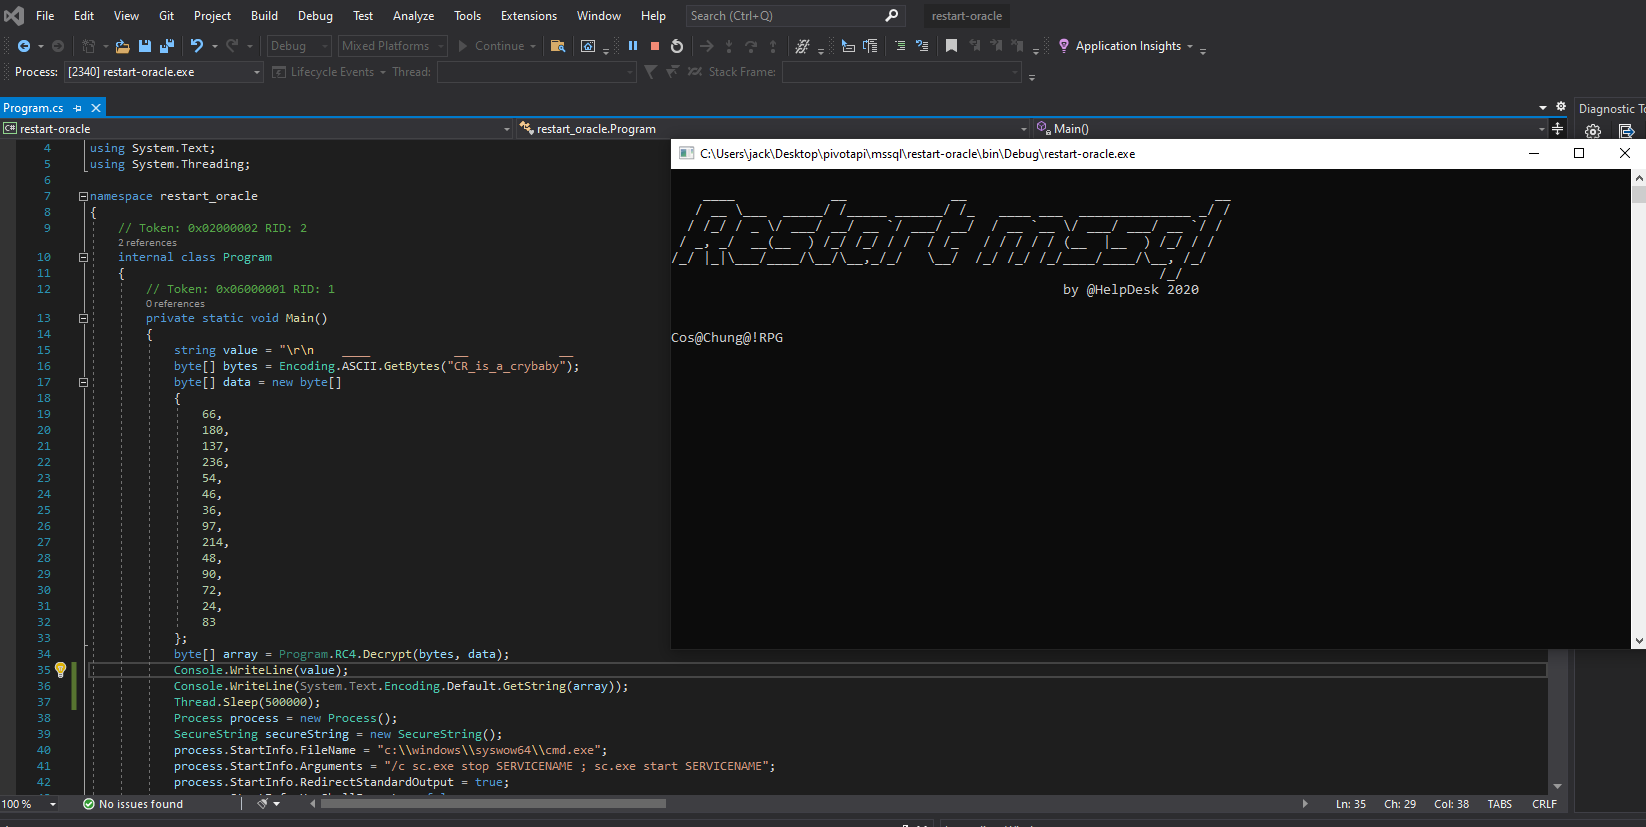 File Edit View Git Project Build Debug Test Analyze Tools Extensions Window Help Search (Ctrl+Q) restart-oracle
Debug Mixed Platforms Continue Application Insights
Process: [2340] restart-oracle.exe Lifecycle Events Thread: Stack Frame:
Program.cs
Diagnostic To
restart-oracle restart_oracle.Program Main()
4 using System.Text;
5 using System.Threading;
6
7 namespace restart_oracle
8 {
9 // Token: 0x02000002 RID: 2
2 references
10 internal class Program
11 {
12 // Token: 0x06000001 RID: 1
0 references
13 private static void Main()
14 {
15 string value = "\r\n    ____           __            __
16 byte[] bytes = Encoding.ASCII.GetBytes("CR_is_a_crybaby");
17 byte[] data = new byte[]
18 {
19 66,
20 180,
21 137,
22 236,
23 54,
24 46,
25 36,
26 97,
27 214,
28 48,
29 90,
30 72,
31 24,
32 83
33 };
34 byte[] array = Program.RC4.Decrypt(bytes, data);
35 Console.WriteLine(value);
36 Console.WriteLine(System.Text.Encoding.Default.GetString(array));
37 Thread.Sleep(500000);
38 Process process = new Process();
39 SecureString secureString = new SecureString();
40 process.StartInfo.FileName = "c:\\windows\\syswow64\\cmd.exe";
41 process.StartInfo.Arguments = "/c sc.exe stop SERVICENAME ; sc.exe start SERVICENAME";
42 process.StartInfo.RedirectStandardOutput = true;
C:\Users\jack\Desktop\pivotapi\mssql\restart-oracle\bin\Debug\restart-oracle.exe
Restart mssql
by @HelpDesk 2020
Cos@Chung@!RPG
100 % No issues found Ln: 35 Ch: 29 Col: 38 TABS CRLF